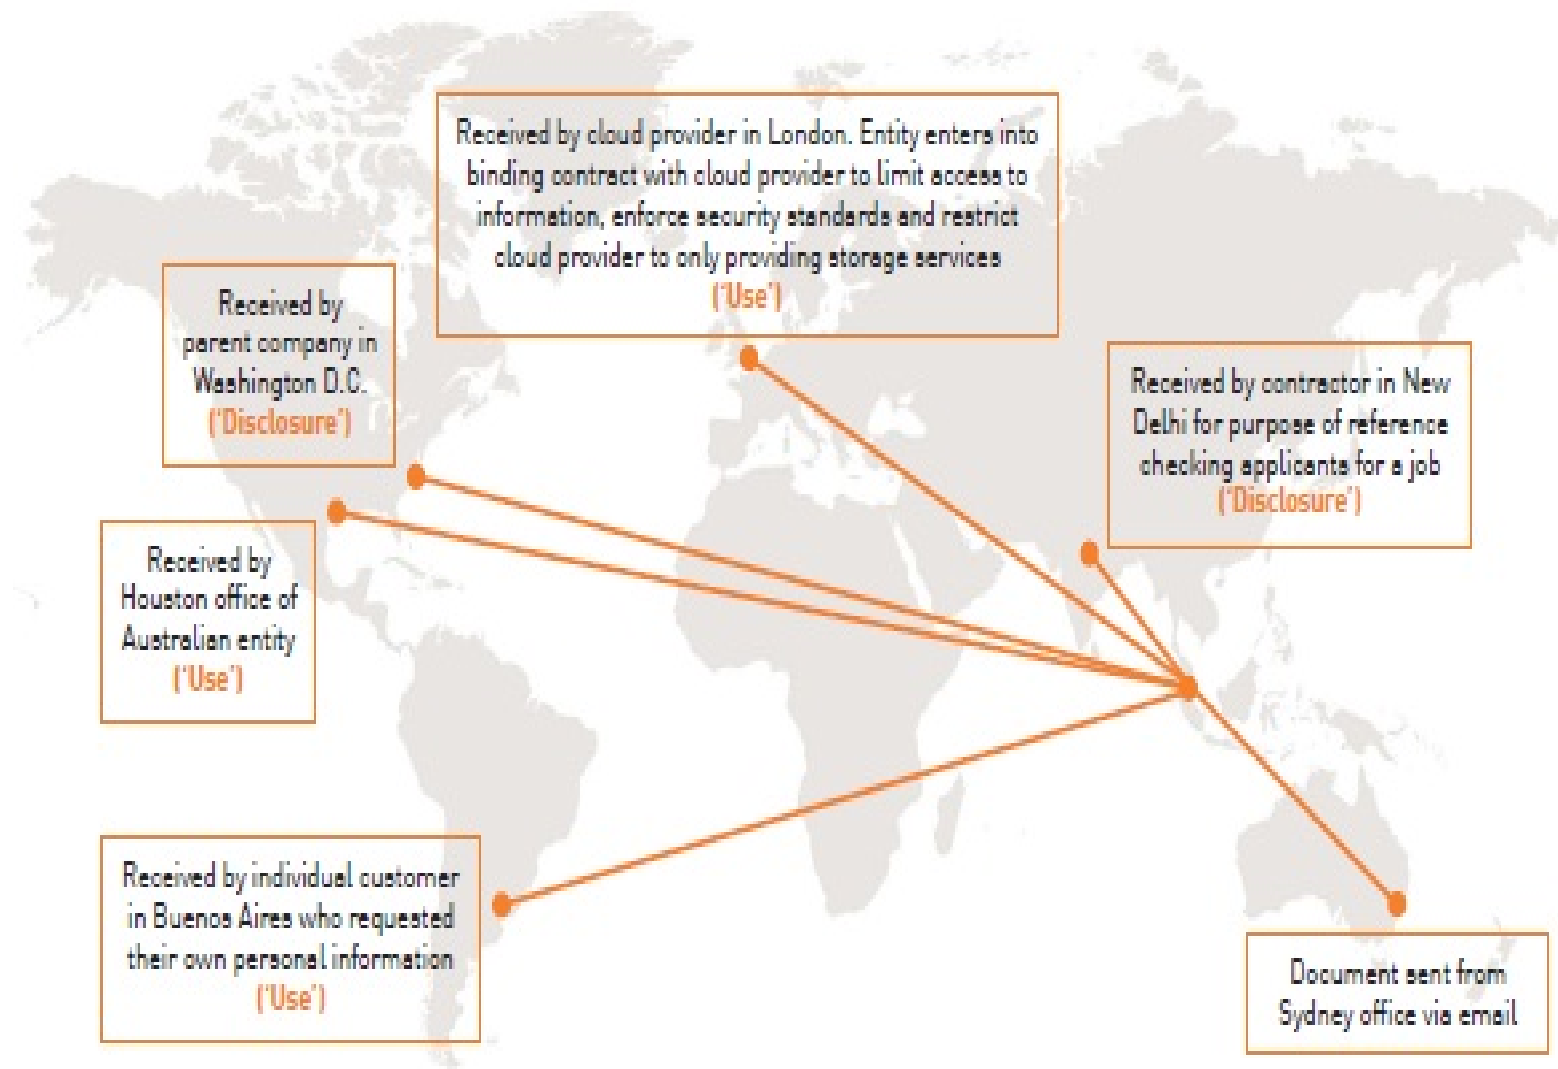 Received by cloud provider in London. Entity enters into
binding contract with cloud provider to limit access to
information, enforce security standards and restrict
cloud provider to only providing storage services
('Use')
Received by
parent company in
Washington D.C.
('Disclosure')
Received by contractor in New
Delhi for purpose of reference
checking applicants for a job
('Disclosure')
Received by
Houston office of
Australian entity
('Use')
Received by individual customer
in Buenos Aires who requested
their own personal information
('Use')
Document sent from
Sydney office via email